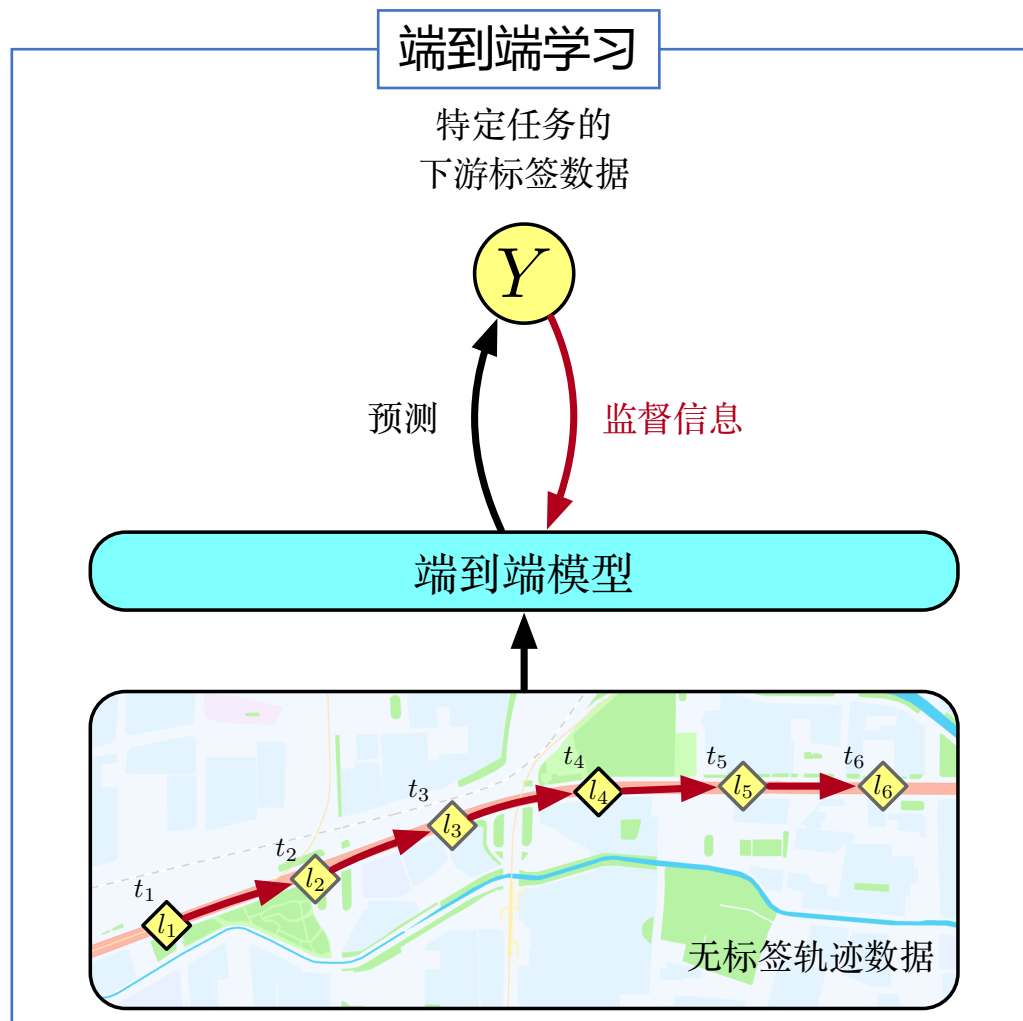 端到端学习
特定任务的
下游标签数据
Y
预测
监督信息
端到端模型
t₁
l₁
t₂
l₂
t₃
l₃
t₄
l₄
t₅
l₅
t₆
l₆
无标签轨迹数据